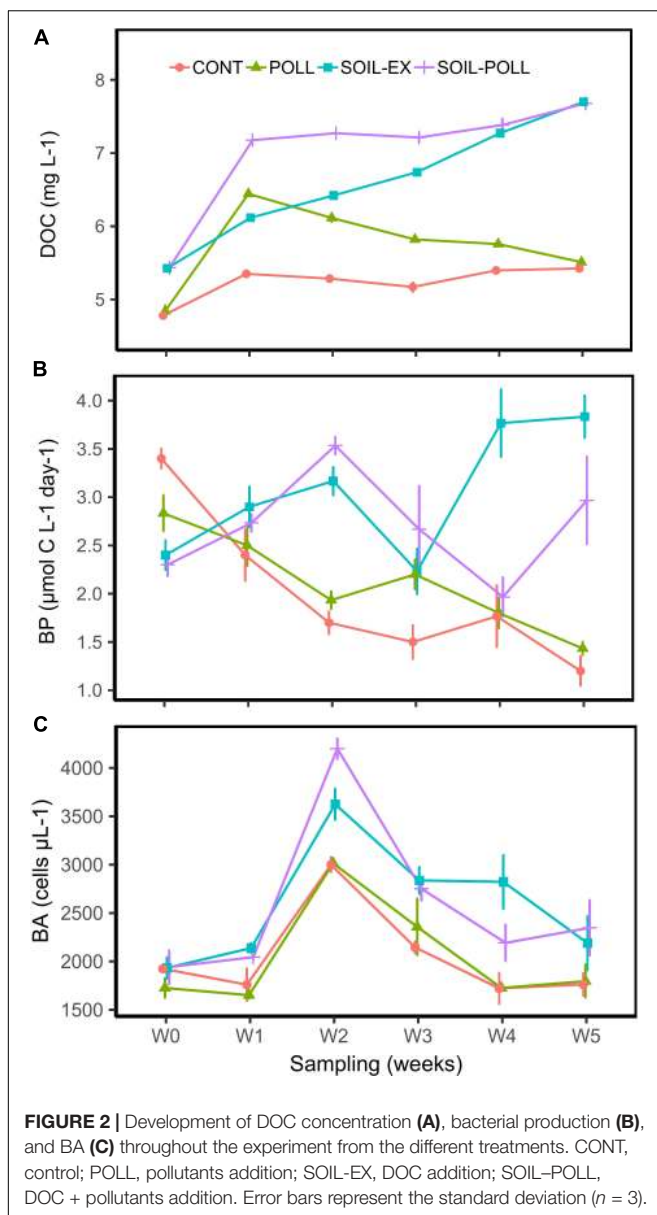 A
CONT POLL SOIL-EX SOIL-POLL
8
7
6
5
DOC (mg L-1)
B
4.0
3.5
3.0
2.5
2.0
1.5
1.0
BP (µmol C L-1 day-1)
C
4000
3500
3000
2500
2000
1500
BA (cells µL-1)
W0 W1 W2 W3 W4 W5
Sampling (weeks)
FIGURE 2 | Development of DOC concentration (A), bacterial production (B),
and BA (C) throughout the experiment from the different treatments. CONT,
control; POLL, pollutants addition; SOIL-EX, DOC addition; SOIL–POLL,
DOC + pollutants addition. Error bars represent the standard deviation (n = 3).